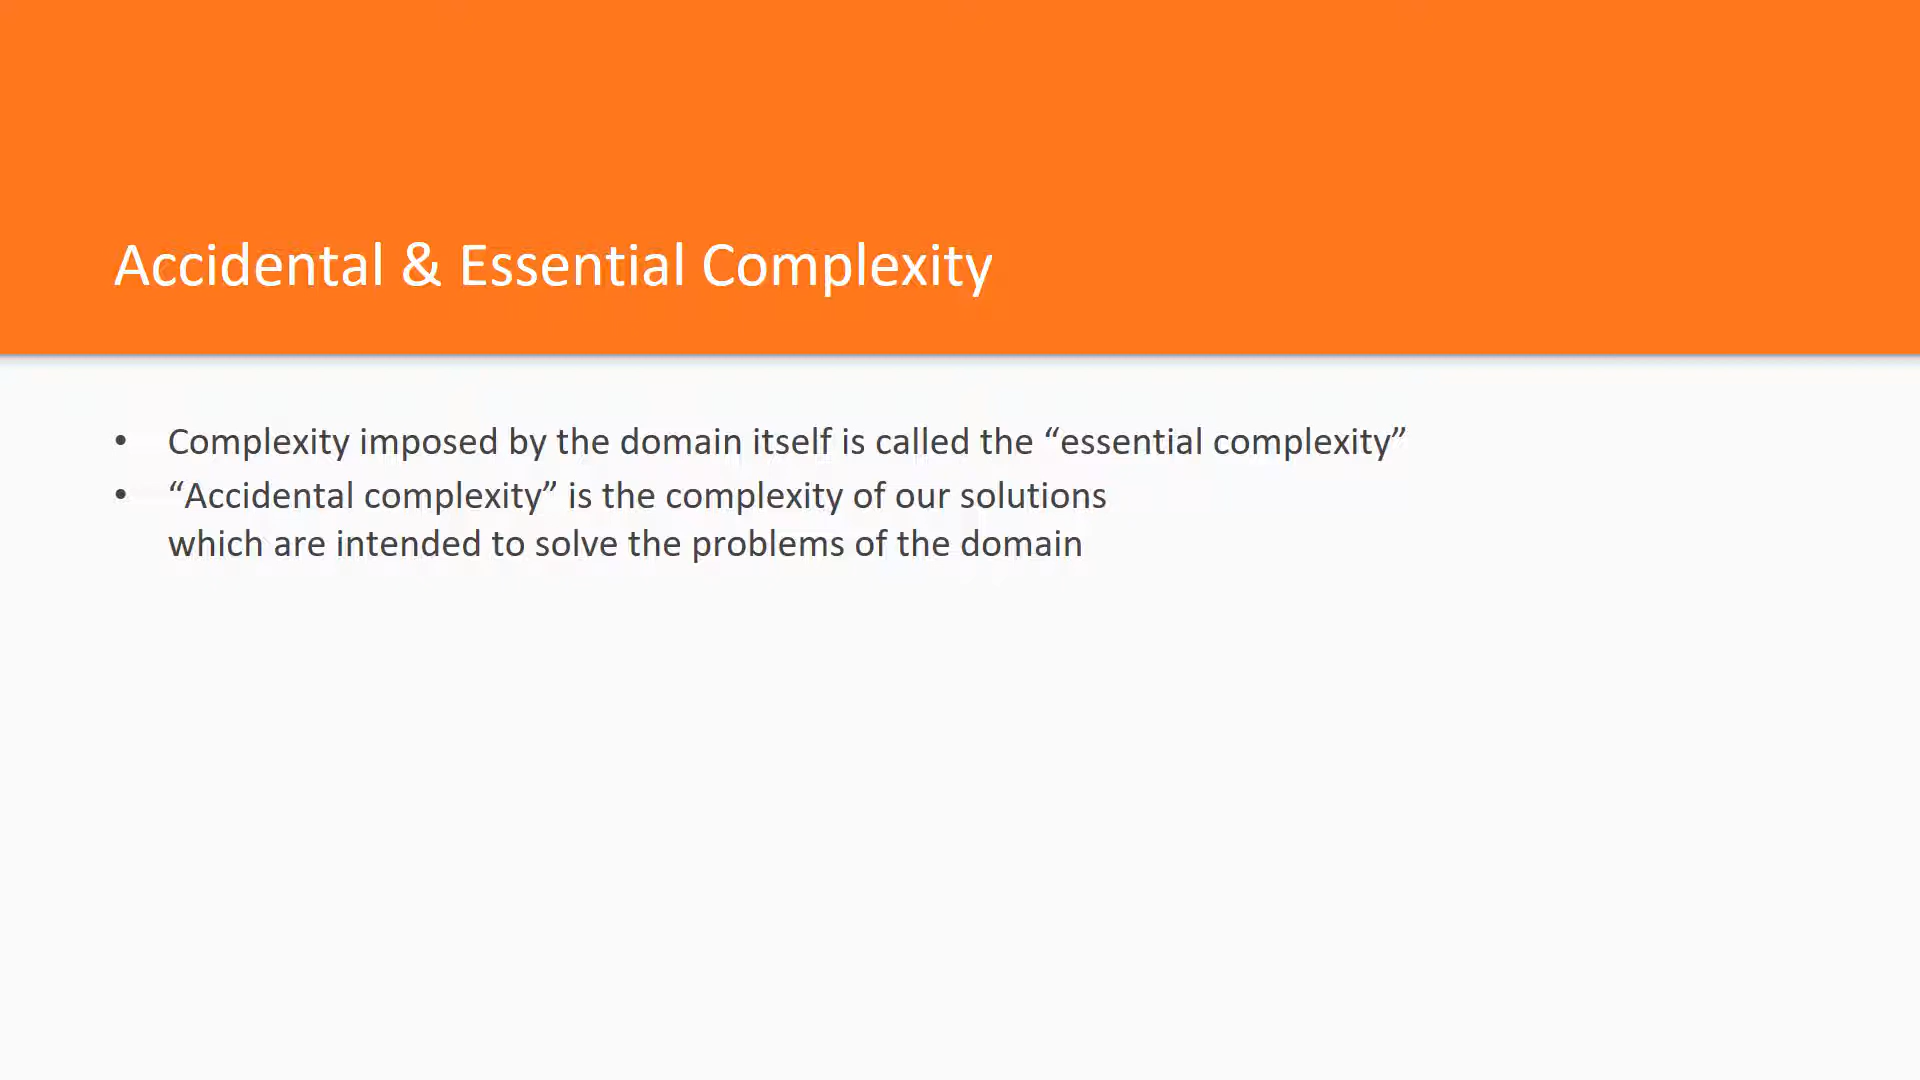 Accidental & Essential Complexity
• Complexity imposed by the domain itself is called the “essential complexity”
• “Accidental complexity” is the complexity of our solutions
which are intended to solve the problems of the domain